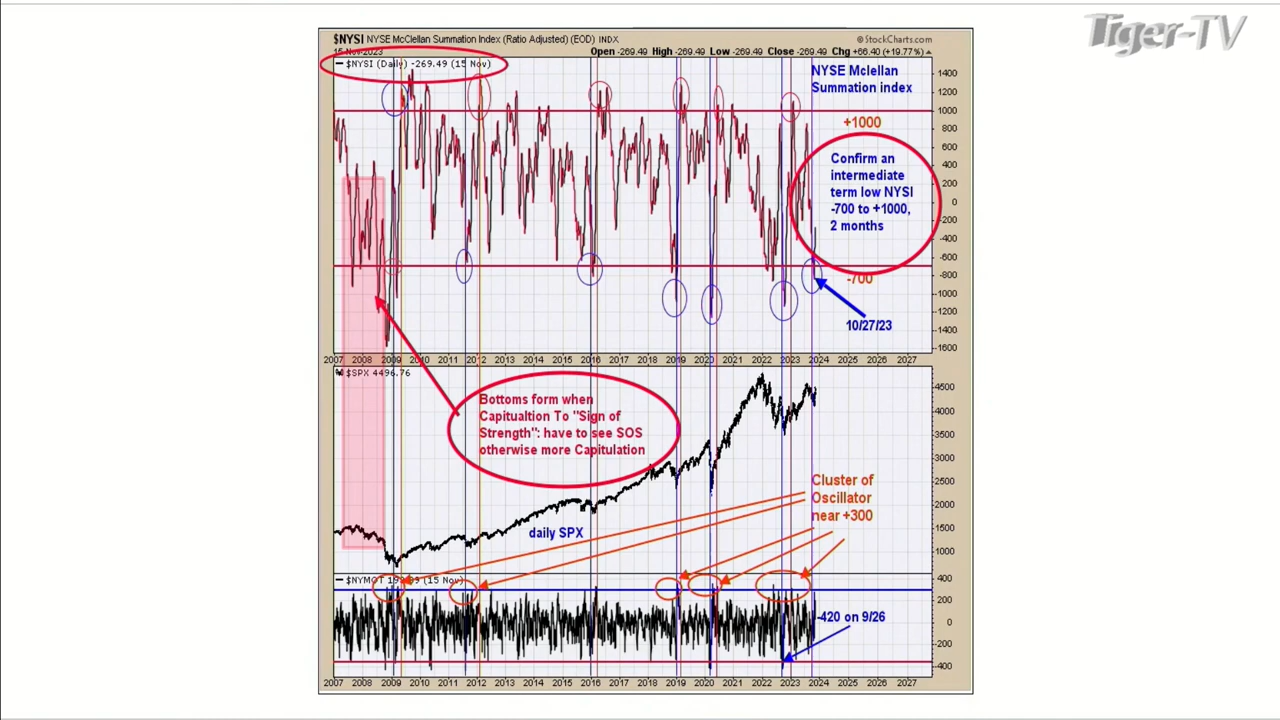 Tiger-TV
$NYSI NYSE McClellan Summation Index (Ratio Adjusted) (EOD) INDX
© StockCharts.com
15-Nov-2023
Open -269.49 High -269.49 Low -269.49 Close -269.49 Chg +66.40 (+19.77%)
$NYSI (Daily) -269.49 (15 Nov)
NYSE Mclellan
Summation index
+1000
Confirm an
intermediate
term low NYSI
-700 to +1000,
2 months
-700
10/27/23
1400
1200
1000
800
600
400
200
0
-200
-400
-600
-800
1000
1200
1400
1600
2007 2008 2009 2010 2011 2012 2013 2014 2015 2016 2017 2018 2019 2020 2021 2022 2023 2024 2025 2026 2027
$SPX 4496.76
Bottoms form when
Capitualtion To "Sign of
Strength": have to see SOS
otherwise more Capitulation
daily SPX
Cluster of
Oscillator
near +300
4500
4000
3500
3000
2500
2000
1500
1000
$NYMOT (15 Nov)
-420 on 9/26
400
200
0
-200
-400
2007 2008 2009 2010 2011 2012 2013 2014 2015 2016 2017 2018 2019 2020 2021 2022 2023 2024 2025 2026 2027